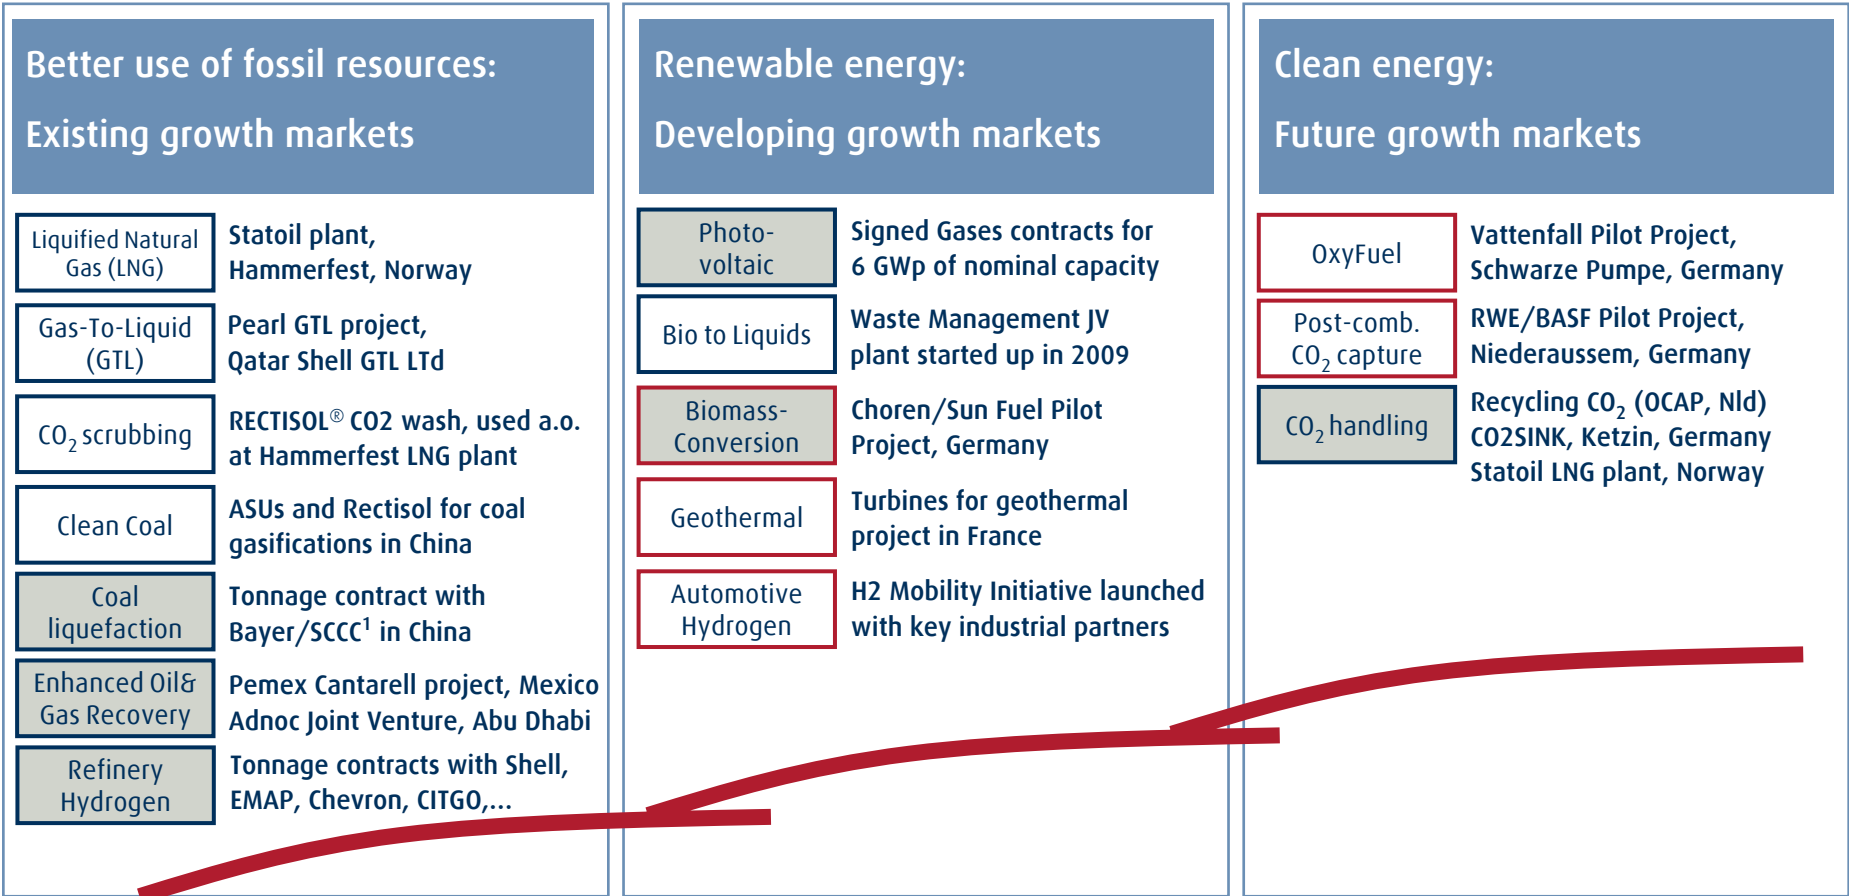 Better use of fossil resources:
Existing growth markets
Liquified Natural
Gas (LNG)
Statoil plant,
Hammerfest, Norway
Gas-To-Liquid
(GTL)
Pearl GTL project,
Qatar Shell GTL LTd
CO2 scrubbing
RECTISOL® CO2 wash, used a.o.
at Hammerfest LNG plant
Clean Coal
ASUs and Rectisol for coal
gasifications in China
Coal
liquefaction
Tonnage contract with
Bayer/SCCC1 in China
Enhanced Oil&
Gas Recovery
Pemex Cantarell project, Mexico
Adnoc Joint Venture, Abu Dhabi
Refinery
Hydrogen
Tonnage contracts with Shell,
EMAP, Chevron, CITGO,...
Renewable energy:
Developing growth markets
Photo-
voltaic
Signed Gases contracts for
6 GWp of nominal capacity
Bio to Liquids
Waste Management JV
plant started up in 2009
Biomass-
Conversion
Choren/Sun Fuel Pilot
Project, Germany
Geothermal
Turbines for geothermal
project in France
Automotive
Hydrogen
H2 Mobility Initiative launched
with key industrial partners
Clean energy:
Future growth markets
OxyFuel
Vattenfall Pilot Project,
Schwarze Pumpe, Germany
Post-comb.
CO2 capture
RWE/BASF Pilot Project,
Niederaussem, Germany
CO2 handling
Recycling CO2 (OCAP, Nld)
CO2SINK, Ketzin, Germany
Statoil LNG plant, Norway